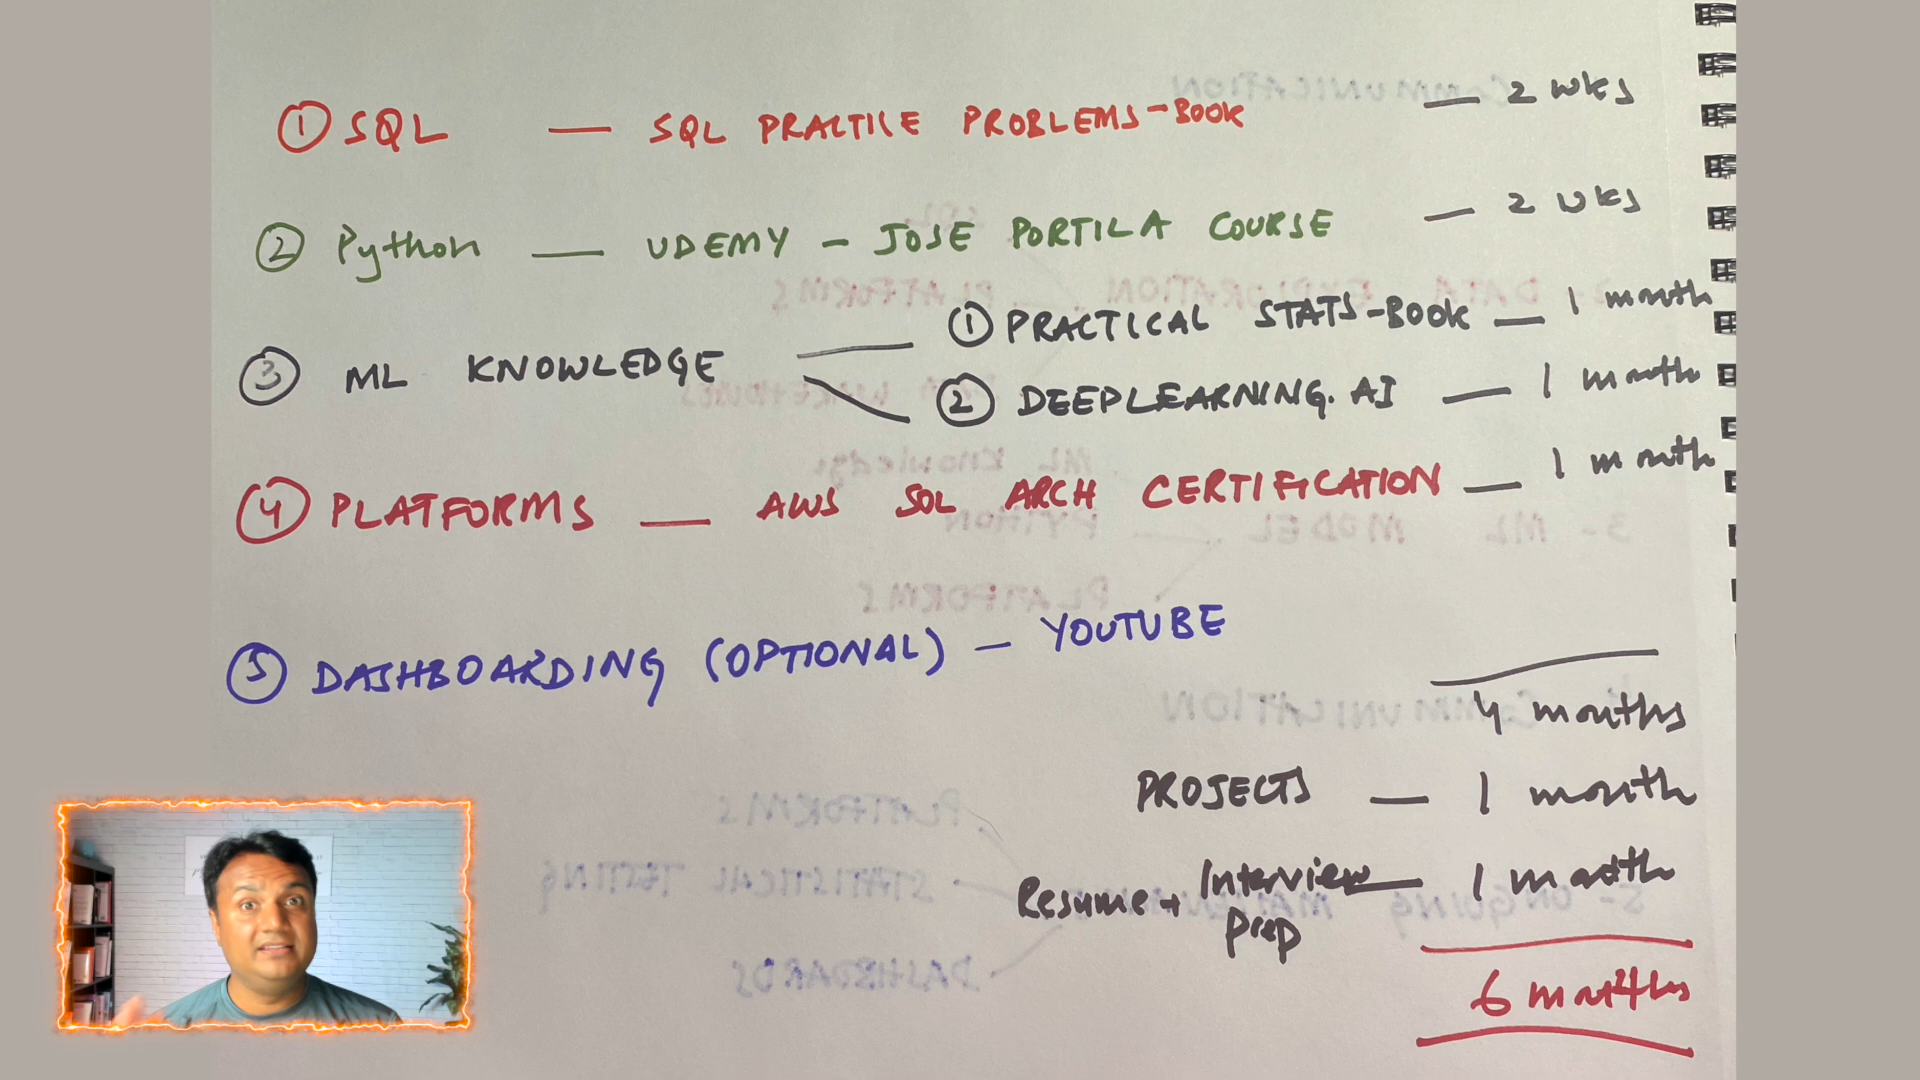 ① SQL — SQL PRACTICE PROBLEMS-BOOK — 2 wks
② Python — UDEMY - JOSE PORTILA COURSE — 2 wks
③ ML KNOWLEDGE
① PRACTICAL STATS-BOOK — 1 month
② DEEPLEARNING.AI — 1 month
④ PLATFORMS — AWS SOL ARCH CERTIFICATION — 1 month
⑤ DASHBOARDING (OPTIONAL) - YOUTUBE
4 months
PROJECTS — 1 month
Resume + Interview prep — 1 month
6 months